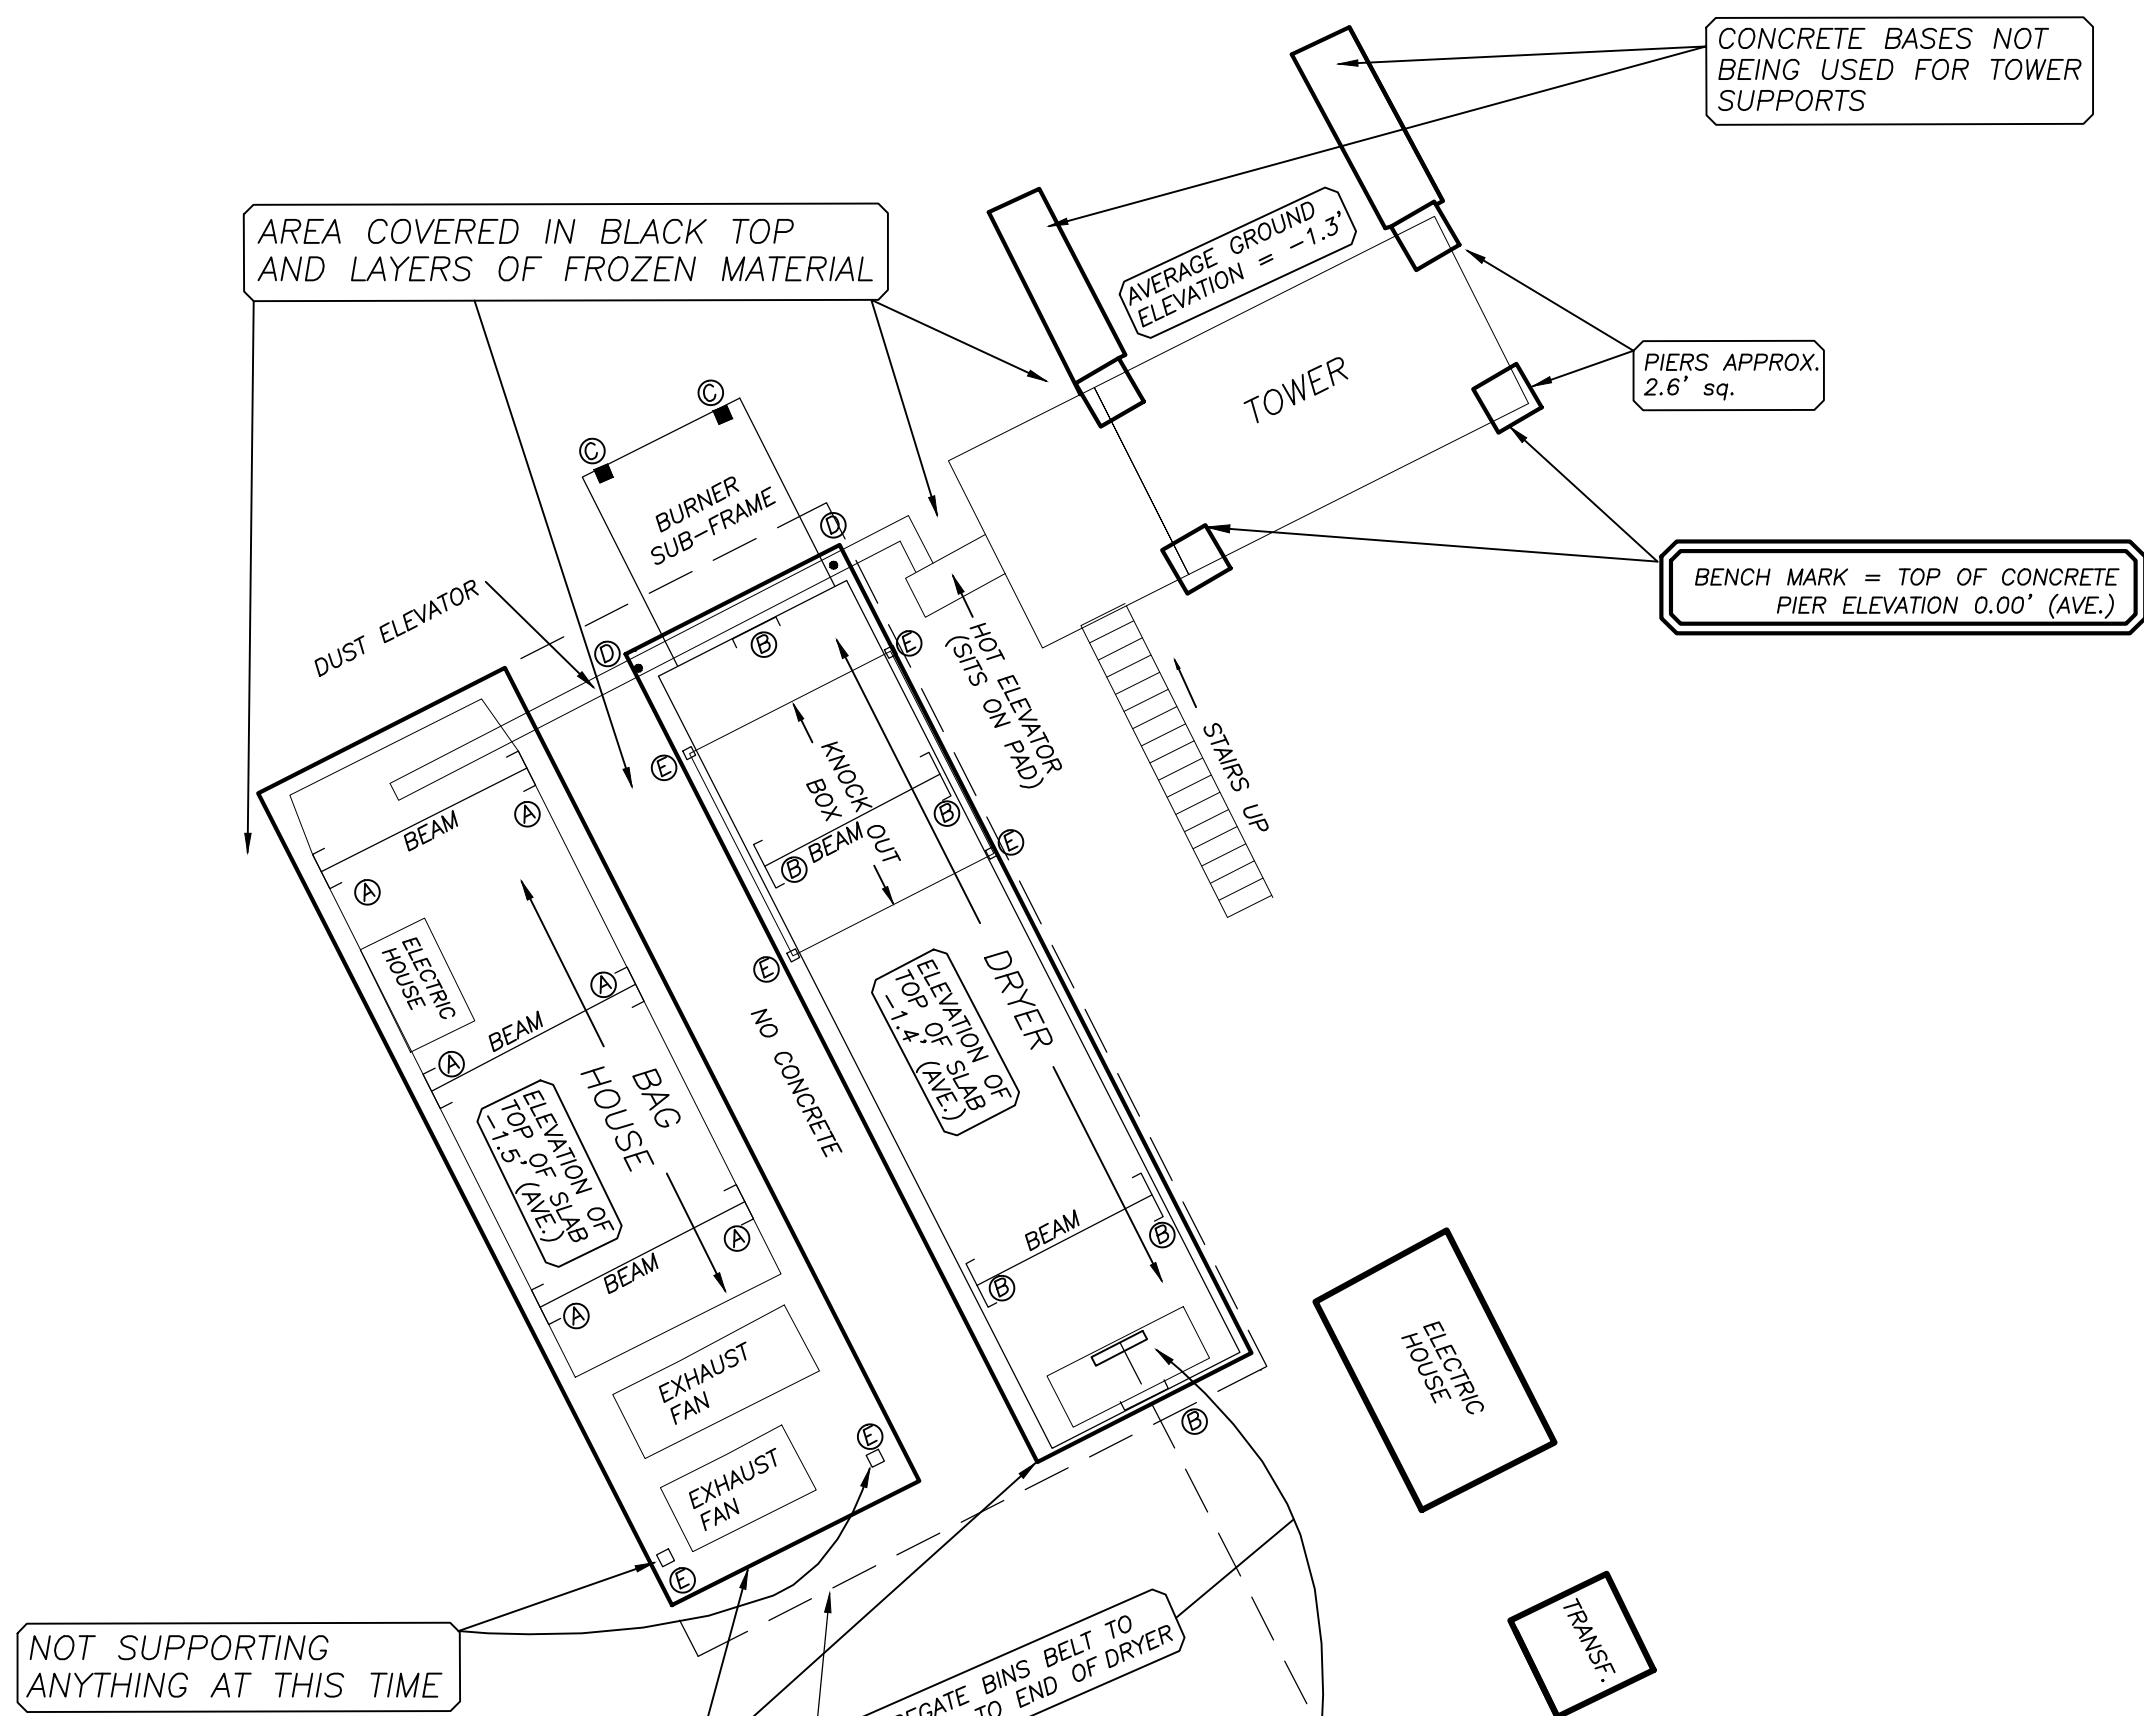 CONCRETE BASES NOT
BEING USED FOR TOWER
SUPPORTS
AREA COVERED IN BLACK TOP
AND LAYERS OF FROZEN MATERIAL
AVERAGE GROUND
ELEVATION = -1.3'
PIERS APPROX.
2.6' sq.
TOWER
BENCH MARK = TOP OF CONCRETE
PIER ELEVATION 0.00' (AVE.)
C
C
BURNER
SUB-FRAME
D
D
DUST ELEVATOR
B
E
HOT ELEVATOR
(SITS ON PAD)
STAIRS UP
E
KNOCK OUT
BOX
BEAM
B
B
E
E
BEAM
A
A
ELECTRIC
HOUSE
BEAM
A
A
NO CONCRETE
DRYER
ELEVATION OF
TOP OF SLAB
-1.4' (AVE.)
BAG
HOUSE
ELEVATION OF
TOP OF SLAB
-1.5' (AVE.)
BEAM
A
A
BEAM
B
B
EXHAUST
FAN
EXHAUST
FAN
E
E
B
ELECTRIC
HOUSE
TRANSF.
NOT SUPPORTING
ANYTHING AT THIS TIME
BINS BELT TO
TO END OF DRYER